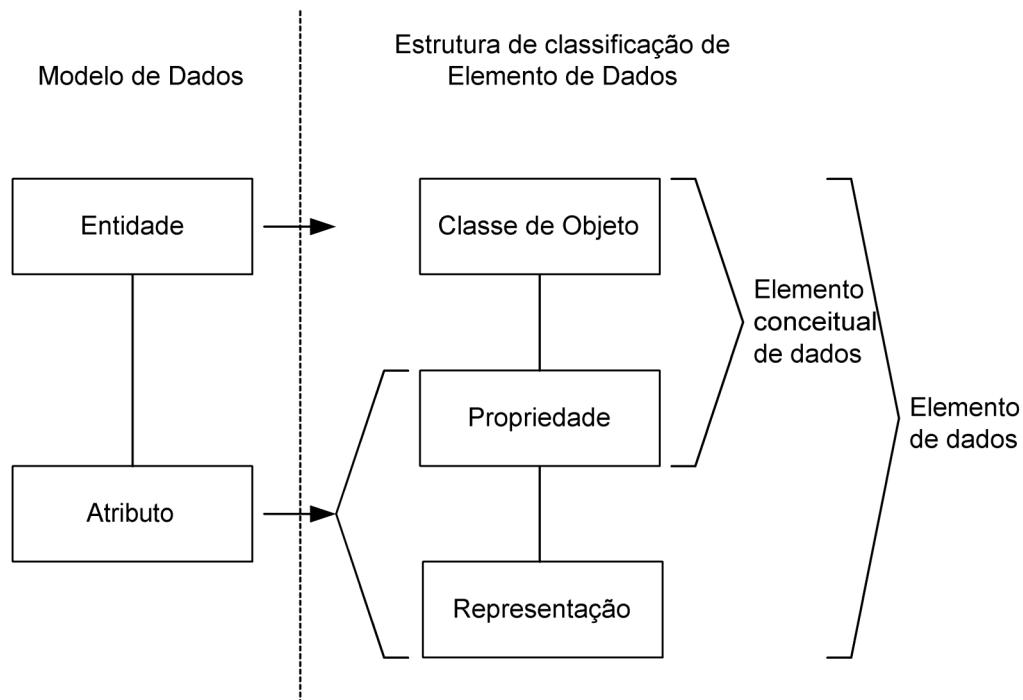 Modelo de Dados
Estrutura de classificação de
Elemento de Dados
Entidade
Classe de Objeto
Elemento
conceitual
de dados
Propriedade
Elemento
de dados
Atributo
Representação